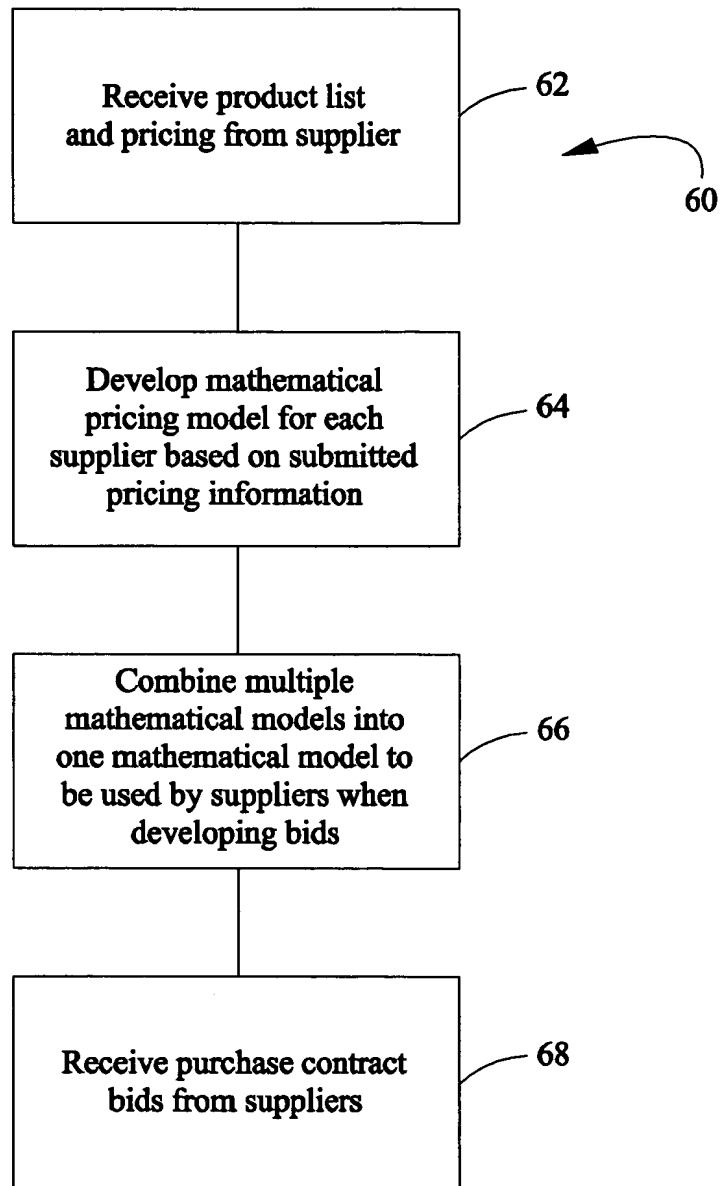 Receive product list
and pricing from supplier
62
60
Develop mathematical
pricing model for each
supplier based on submitted
pricing information
64
Combine multiple
mathematical models into
one mathematical model to
be used by suppliers when
developing bids
66
Receive purchase contract
bids from suppliers
68